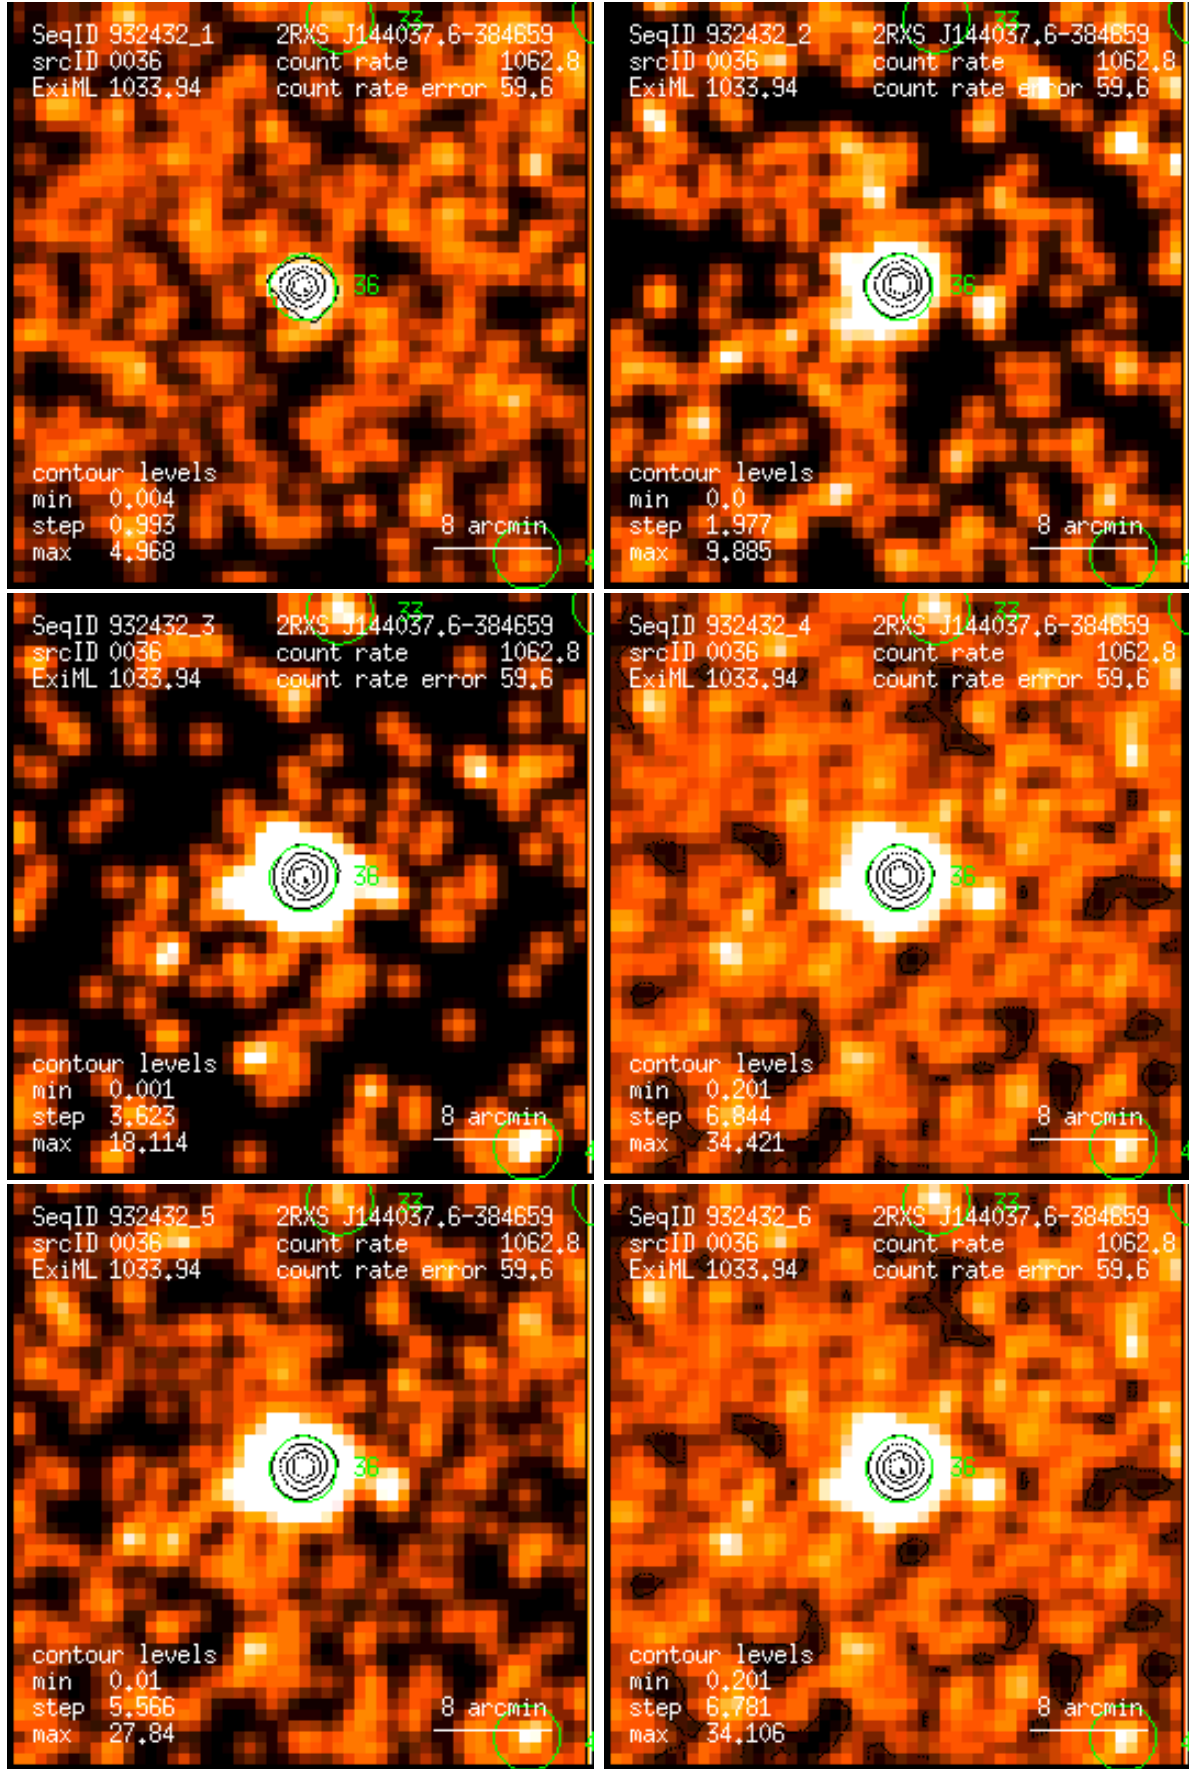 33
SeqID 932432_1 2RXS J144037.6-384659
srcID 0036 count rate 1062.8
ExiML 1033.94 count rate error 59.6
36
contour levels
min 0.004
step 0.993 8 arcmin
max 4.968
33
SeqID 932432_2 2RXS J144037.6-384659
srcID 0036 count rate 1062.8
ExiML 1033.94 count rate error 59.6
36
contour levels
min 0.0
step 1.977 8 arcmin
max 9.885
33
SeqID 932432_3 2RXS J144037.6-384659
srcID 0036 count rate 1062.8
ExiML 1033.94 count rate error 59.6
36
contour levels
min 0.001
step 3.623 8 arcmin
max 18.114
33
SeqID 932432_4 2RXS J144037.6-384659
srcID 0036 count rate 1062.8
ExiML 1033.94 count rate error 59.6
36
contour levels
min 0.201
step 6.844 8 arcmin
max 34.421
33
SeqID 932432_5 2RXS J144037.6-384659
srcID 0036 count rate 1062.8
ExiML 1033.94 count rate error 59.6
36
contour levels
min 0.01
step 5.566 8 arcmin
max 27.84
33
SeqID 932432_6 2RXS J144037.6-384659
srcID 0036 count rate 1062.8
ExiML 1033.94 count rate error 59.6
36
contour levels
min 0.201
step 6.781 8 arcmin
max 34.106